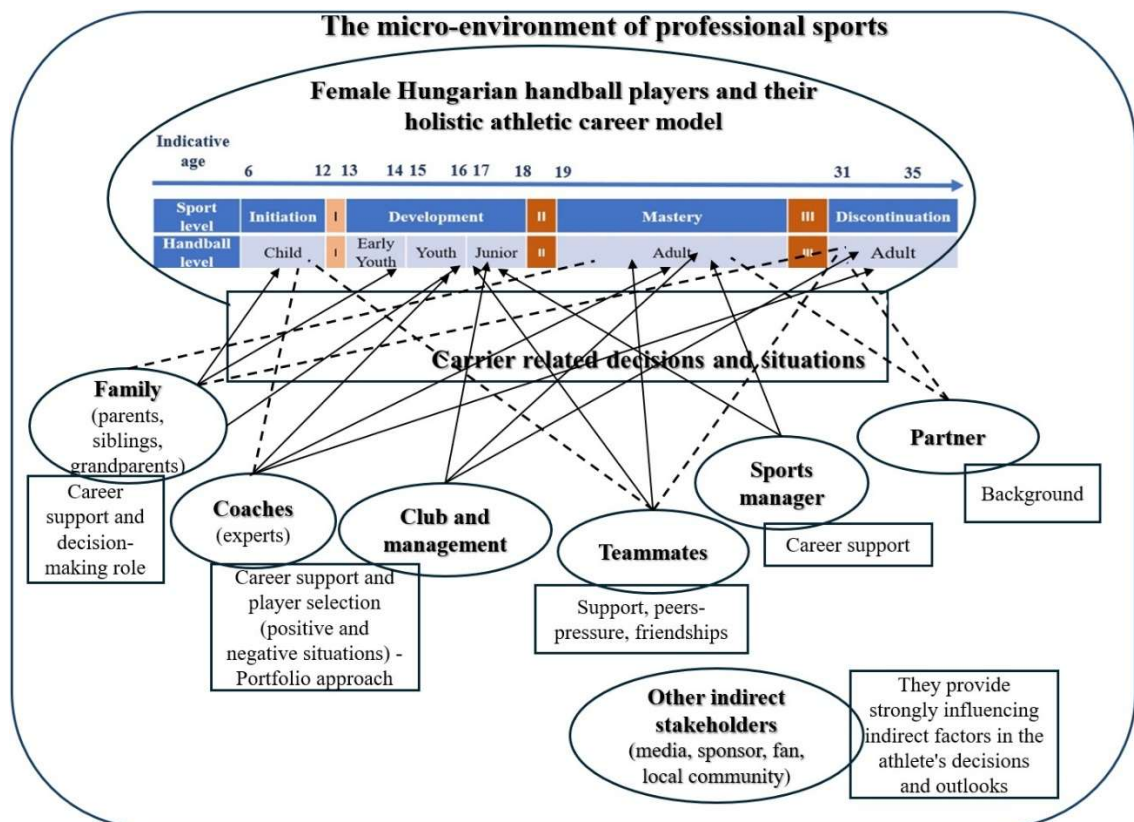 The micro-environment of professional sports
Female Hungarian handball players and their
holistic athletic career model
Indicative
age
6 12 13 14 15 16 17 18 19 31 35
Sport
level
Initiation I Development II Mastery III Discontinuation
Handball
level
Child I Early
Youth Youth Junior II Adult III Adult
Carrier related decisions and situations
Family
(parents,
siblings,
grandparents)
Career
support and
decision-
making role
Coaches
(experts)
Career support and
player selection
(positive and
negative situations) -
Portfolio approach
Club and
management
Teammates
Support, peers-
pressure, friendships
Sports
manager
Career support
Partner
Background
Other indirect
stakeholders
(media, sponsor, fan,
local community)
They provide
strongly influencing
indirect factors in the
athlete's decisions
and outlooks